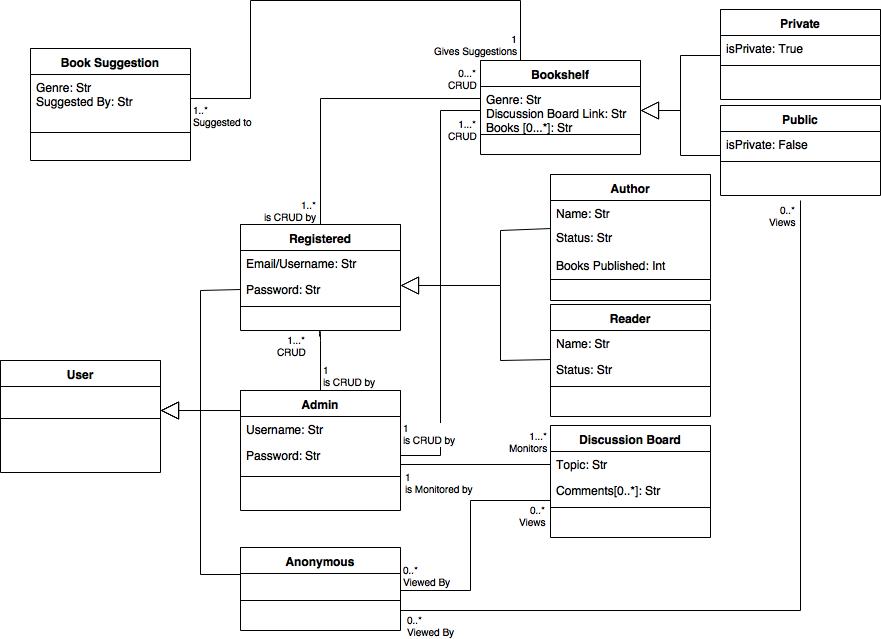 Private
isPrivate: True
1
Gives Suggestions
Book Suggestion
Genre: Str
Suggested By: Str
1..*
Suggested to
0...*
CRUD
Bookshelf
Genre: Str
Discussion Board Link: Str
Books [0...*]: Str
1...*
CRUD
Public
isPrivate: False
0..*
Views
Author
Name: Str
Status: Str
Books Published: Int
1..*
is CRUD by
Registered
Email/Username: Str
Password: Str
Reader
Name: Str
Status: Str
1...*
CRUD
1
is CRUD by
User
Admin
Username: Str
Password: Str
1
is CRUD by
1
is Monitored by
1...*
Monitors
Discussion Board
Topic: Str
Comments[0..*]: Str
0..*
Views
Anonymous
0..*
Viewed By
0..*
Viewed By